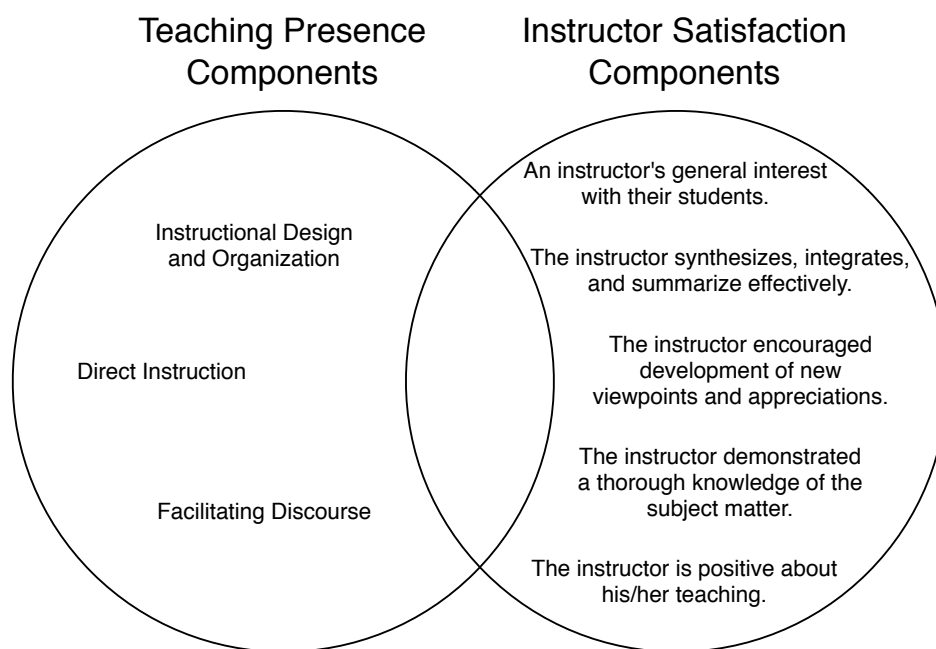 Teaching Presence
Components
Instructor Satisfaction
Components
An instructor's general interest
with their students.
Instructional Design
and Organization
The instructor synthesizes, integrates,
and summarize effectively.
Direct Instruction
The instructor encouraged
development of new
viewpoints and appreciations.
The instructor demonstrated
a thorough knowledge of the
subject matter.
Facilitating Discourse
The instructor is positive about
his/her teaching.